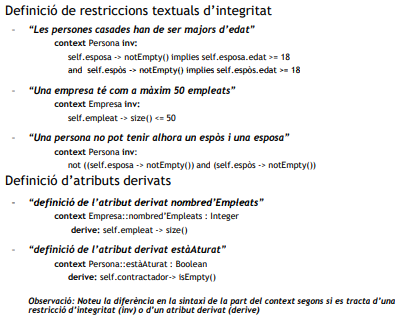 Definició de restriccions textuals d'integritat
- "Les persones casades han de ser majors d'edat"
context Persona inv:
self.esposa -> notEmpty() implies self.esposa.edat >= 18
and self.espòs -> notEmpty() implies self.espòs.edat >= 18
- "Una empresa té com a màxim 50 empleats"
context Empresa inv:
self.empleat -> size() <= 50
- "Una persona no pot tenir alhora un espòs i una esposa"
context Persona inv:
not ((self.esposa -> notEmpty()) and (self.espòs -> notEmpty())
Definició d'atributs derivats
- "definició de l'atribut derivat nombred'Empleats"
context Empresa::nombred'Empleats : Integer
derive: self.empleat -> size()
- "definició de l'atribut derivat estàAturat"
context Persona::estàAturat : Boolean
derive: self.contractador-> isEmpty()
Observació: Noteu la diferència en la sintaxi de la part del context segons si es tracta d'una
restricció d'integritat (inv) o d'un atribut derivat (derive)